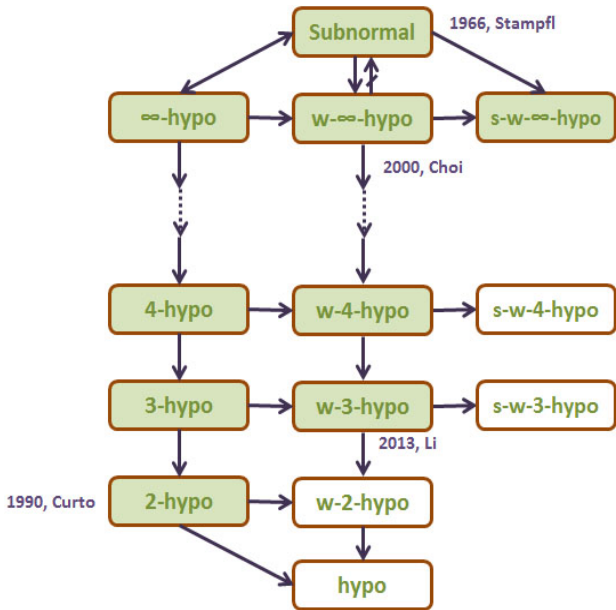 Subnormal
1966, Stampfl
∞-hypo
w-∞-hypo
s-w-∞-hypo
2000, Choi
4-hypo
w-4-hypo
s-w-4-hypo
3-hypo
w-3-hypo
s-w-3-hypo
2013, Li
1990, Curto
2-hypo
w-2-hypo
hypo